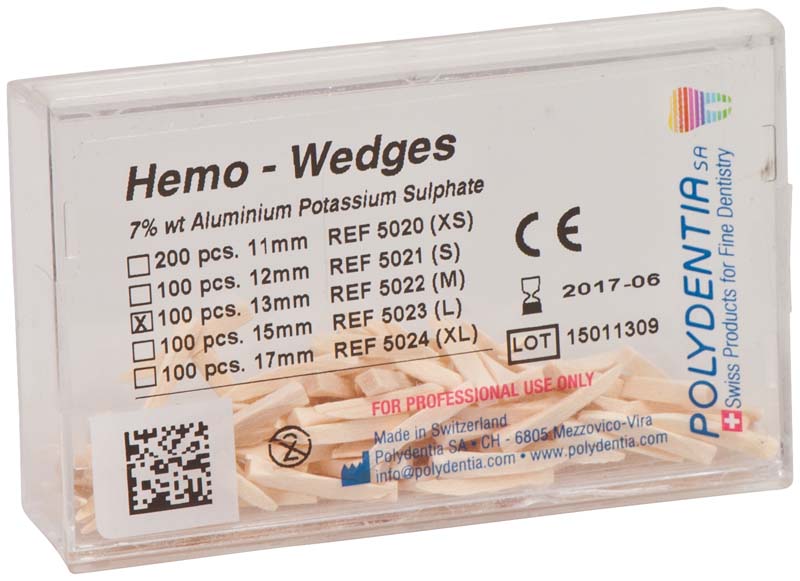 Hemo - Wedges
7% wt Aluminium Potassium Sulphate
200 pcs. 11mm REF 5020 (XS)
100 pcs. 12mm REF 5021 (S)
X 100 pcs. 13mm REF 5022 (M)
100 pcs. 15mm REF 5023 (L)
100 pcs. 17mm REF 5024 (XL)
CE
2017-06
LOT 15011309
FOR PROFESSIONAL USE ONLY
2
Made in Switzerland
Polydentia SA • CH - 6805 Mezzovico-Vira
info@polydentia.com • www.polydentia.com
POLYDENTIA SA
Swiss Products for Fine Dentistry